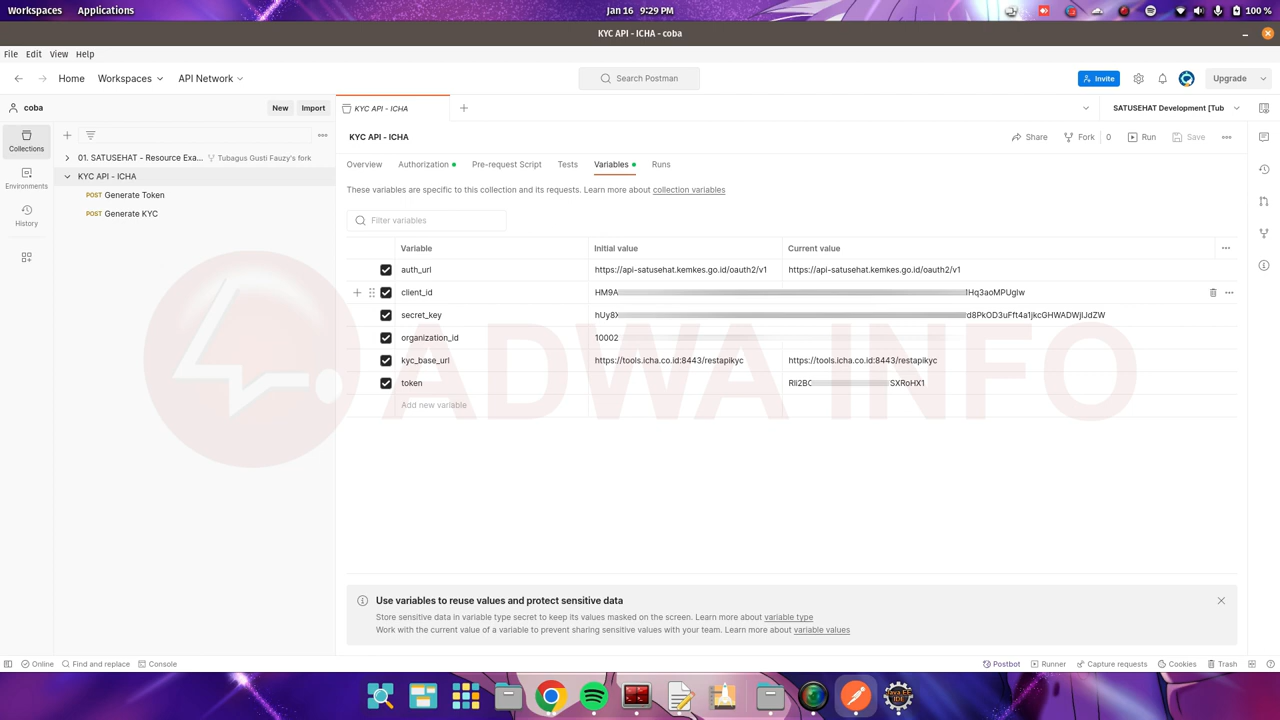 Workspaces Applications Jan 16 9:29 PM 100 %
KYC API - ICHA - coba
File Edit View Help
Home Workspaces API Network Search Postman Invite Upgrade
coba New Import KYC API - ICHA SATUSEHAT Development [Tub
Collections
Environments
History
01. SATUSEHAT - Resource Exa... Tubagus Gusti Fauzy's fork
KYC API - ICHA
POST Generate Token
POST Generate KYC
KYC API - ICHA Share Fork 0 Run Save
Overview Authorization Pre-request Script Tests Variables Runs
These variables are specific to this collection and its requests. Learn more about collection variables
Filter variables
Variable Initial value Current value
auth_url https://api-satusehat.kemkes.go.id/oauth2/v1 https://api-satusehat.kemkes.go.id/oauth2/v1
client_id
secret_key
organization_id 10002
kyc_base_url https://tools.icha.co.id:8443/restapikyc https://tools.icha.co.id:8443/restapikyc
token
Add new variable
ADWA INFO
Use variables to reuse values and protect sensitive data
Store sensitive data in variable type secret to keep its values masked on the screen. Learn more about variable type
Work with the current value of a variable to prevent sharing sensitive values with your team. Learn more about variable values
Online Find and replace Console Postbot Runner Capture requests Cookies Trash
Java EE
IDE